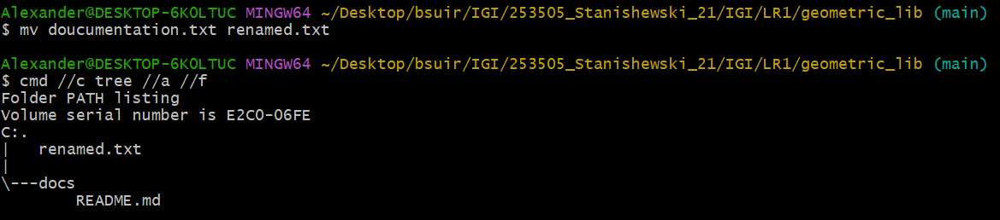 Alexander@DESKTOP-6K0LTUC MINGW64 ~/Desktop/bsuir/IGI/253505_Stanishewski_21/IGI/LR1/geometric_lib (main)
$ mv doucumentation.txt renamed.txt
Alexander@DESKTOP-6K0LTUC MINGW64 ~/Desktop/bsuir/IGI/253505_Stanishewski_21/IGI/LR1/geometric_lib (main)
$ cmd //c tree //a //f
Folder PATH listing
Volume serial number is E2C0-06FE
C:.
|   renamed.txt
|
\---docs
        README.md